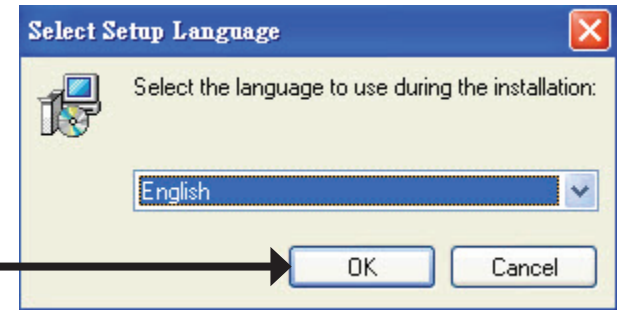 Select Setup Language
Select the language to use during the installation:
English
OK Cancel